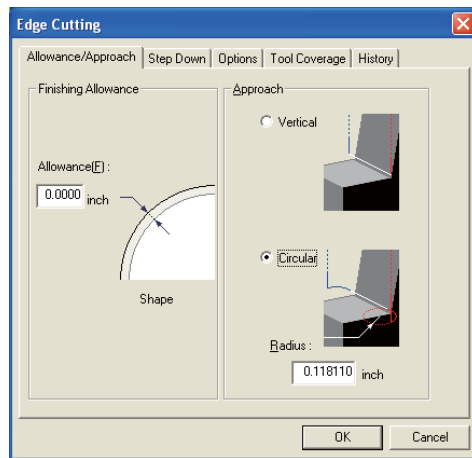 Edge Cutting
Allowance/Approach Step Down Options Tool Coverage History
Finishing Allowance
Allowance(F) :
0.0000 inch
Shape
Approach
Vertical
Circular
Radius :
0.118110 inch
OK Cancel